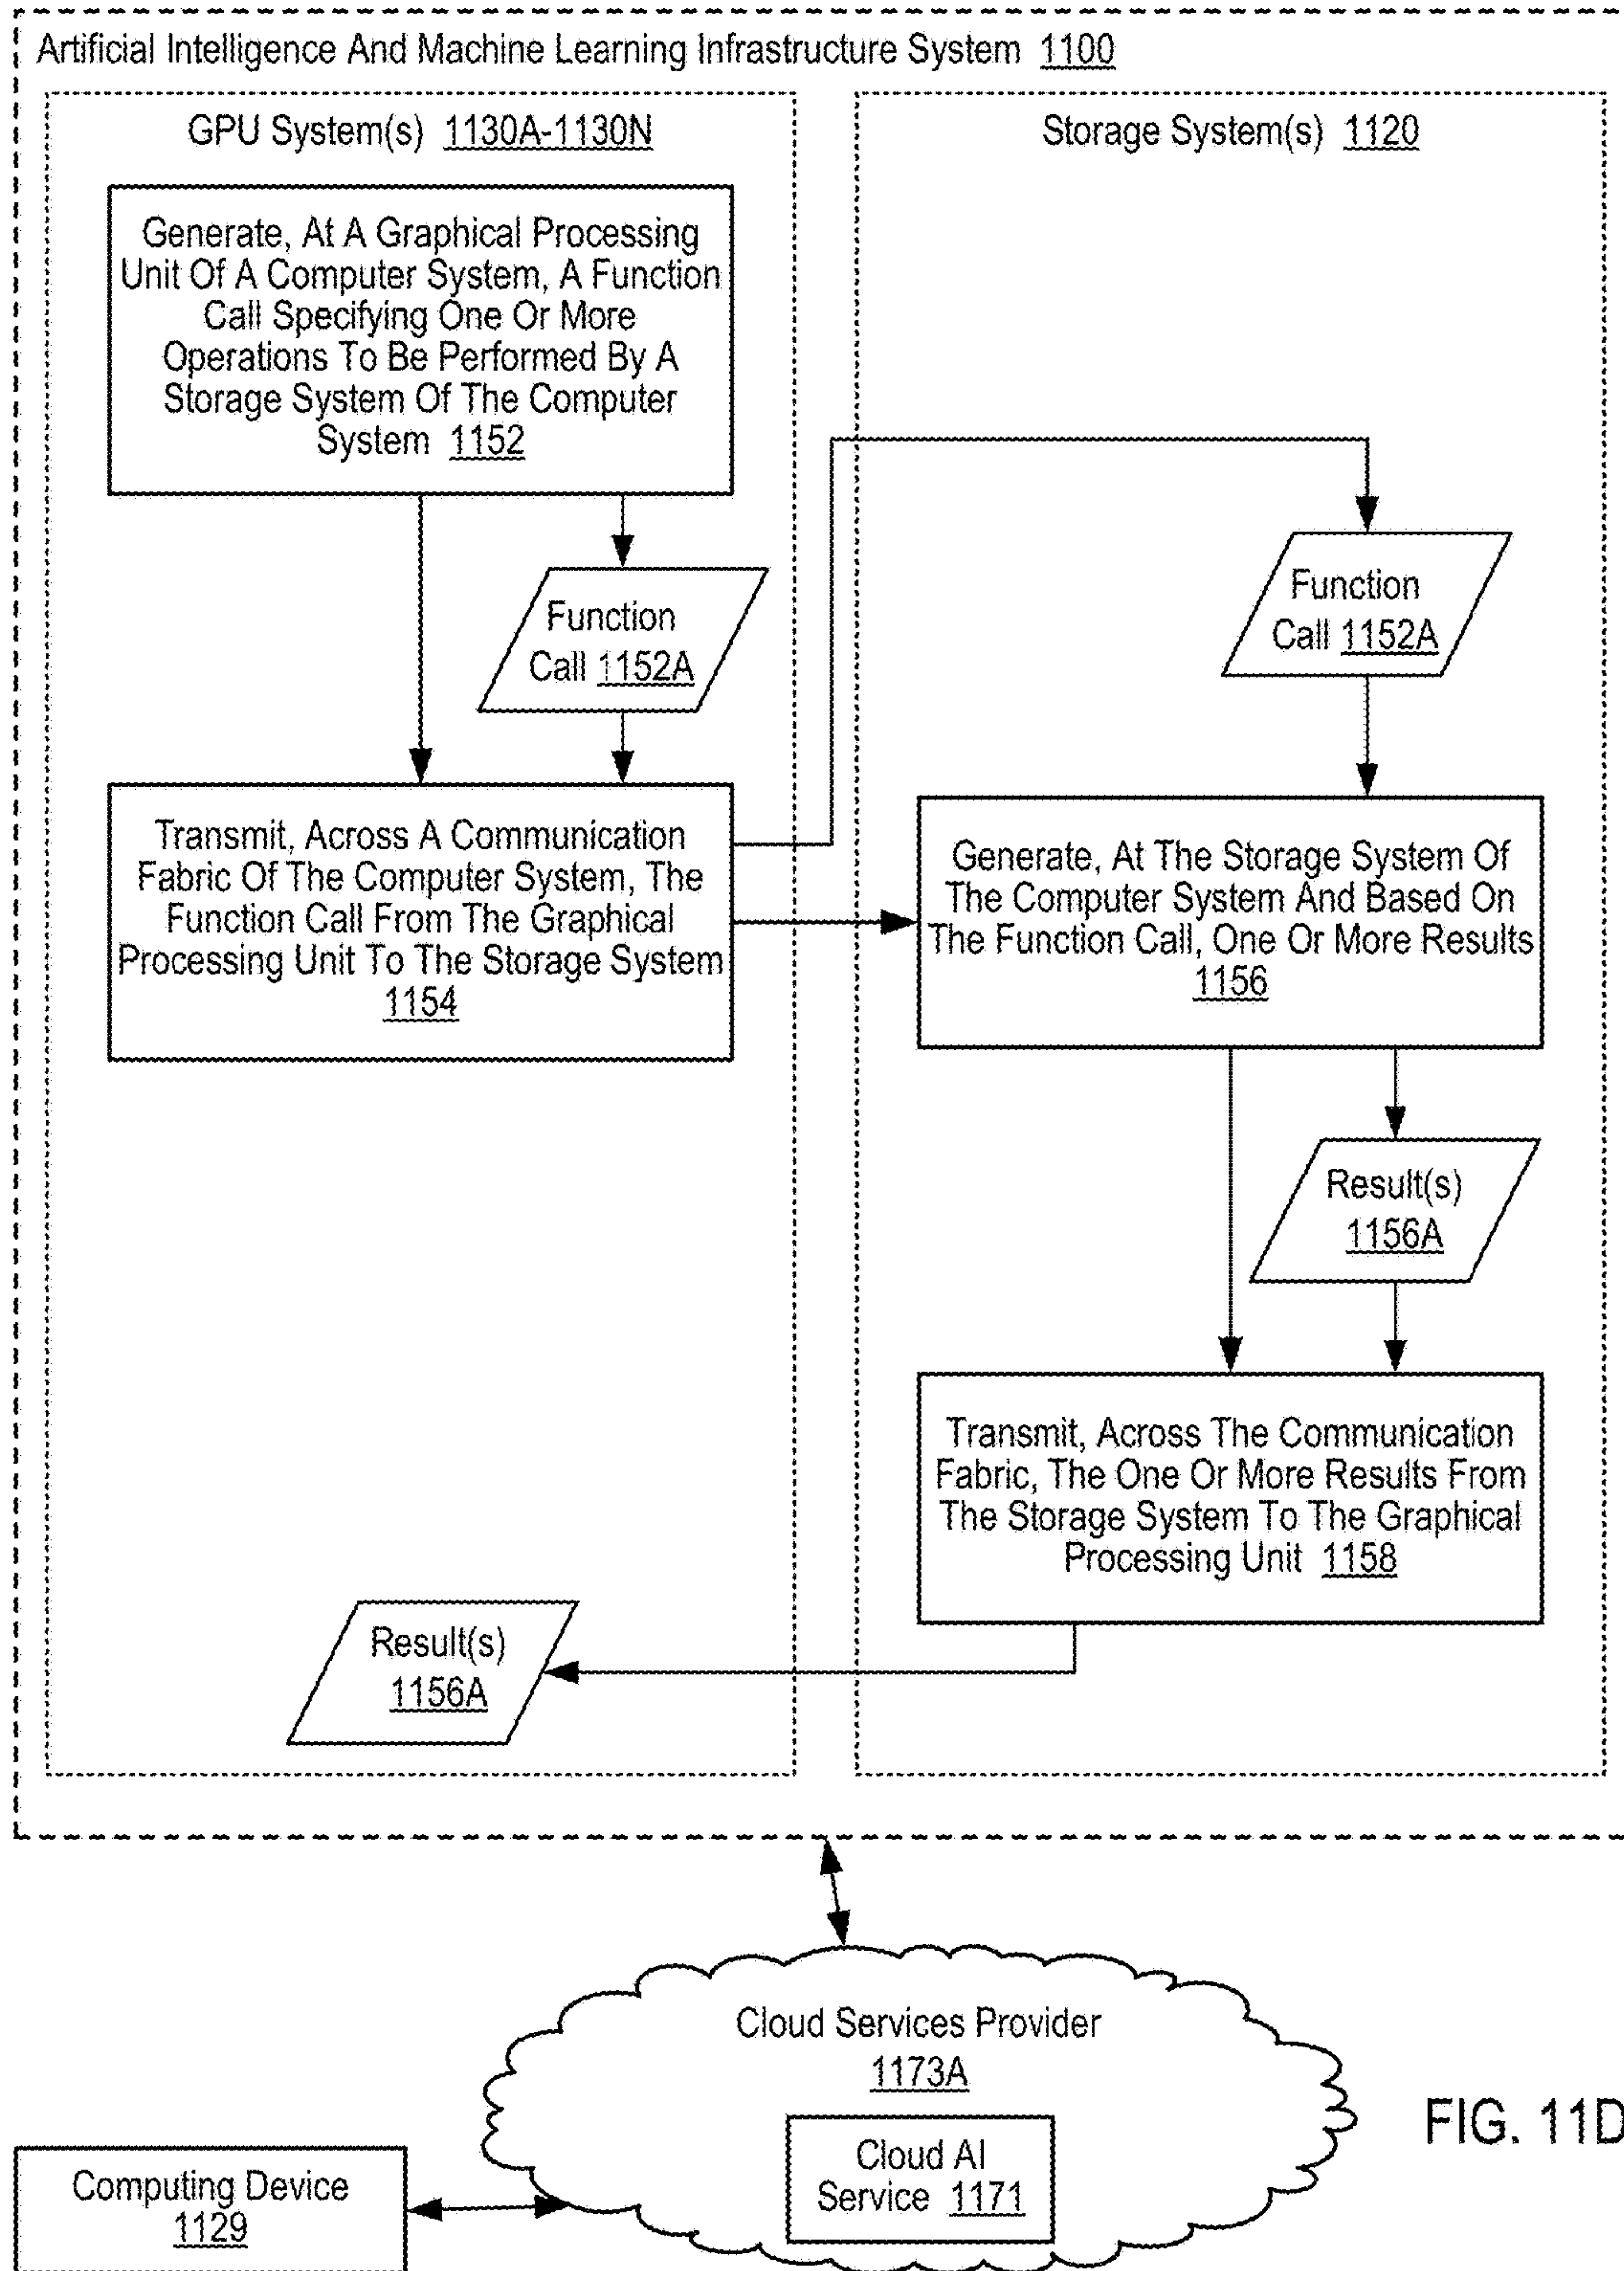 Artificial Intelligence And Machine Learning Infrastructure System 1100
GPU System(s) 1130A-1130N
Generate, At A Graphical Processing
Unit Of A Computer System, A Function
Call Specifying One Or More
Operations To Be Performed By A
Storage System Of The Computer
System 1152
Function
Call 1152A
Transmit, Across A Communication
Fabric Of The Computer System, The
Function Call From The Graphical
Processing Unit To The Storage System
1154
Storage System(s) 1120
Function
Call 1152A
Generate, At The Storage System Of
The Computer System And Based On
The Function Call, One Or More Results
1156
Result(s)
1156A
Transmit, Across The Communication
Fabric, The One Or More Results From
The Storage System To The Graphical
Processing Unit 1158
Result(s)
1156A
Cloud Services Provider
1173A
Cloud AI
Service 1171
Computing Device
1129
FIG. 11D